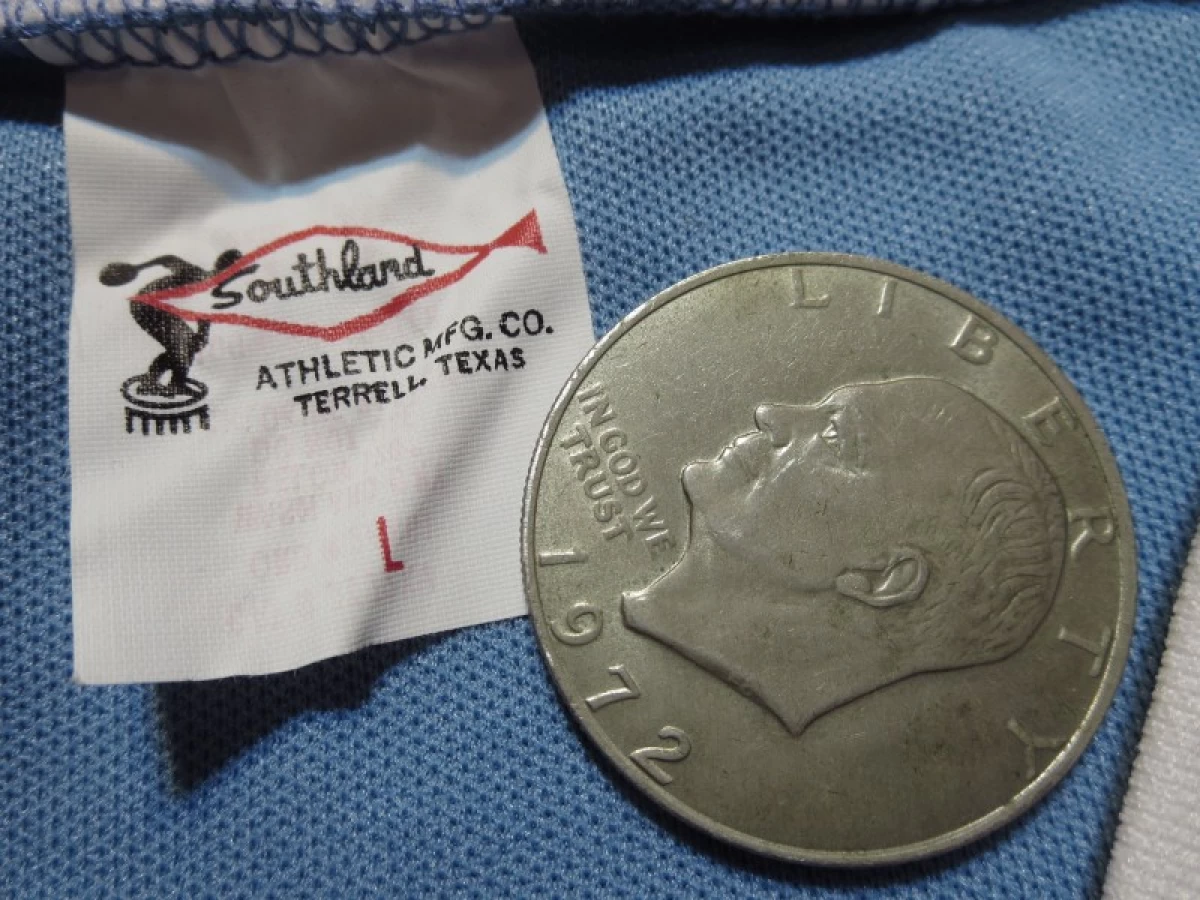 Southland
ATHLETIC MFG. CO.
TERRELL, TEXAS
L
LIBERTY
IN GOD WE
TRUST
1972